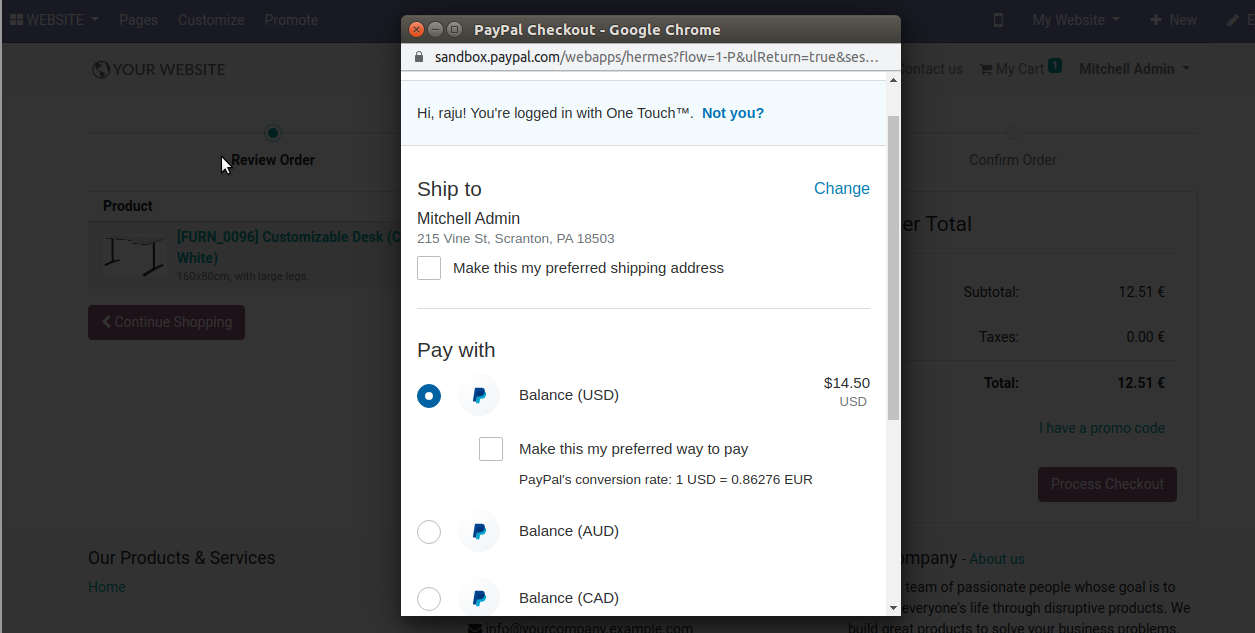 WEBSITE
Pages
Customize
Promote
My Website
New
YOUR WEBSITE
Contact us
My Cart 1
Mitchell Admin
Review Order
Confirm Order
Product
[FURN_0096] Customizable Desk (C
White)
160x80cm, with large legs.
Continue Shopping
er Total
Subtotal: 12.51 €
Taxes: 0.00 €
Total: 12.51 €
I have a promo code
Process Checkout
Our Products & Services
Home
info@yourcompany.example.com
mpany - About us
team of passionate people whose goal is to
everyone's life through disruptive products. We
build great products to solve your business problems.
PayPal Checkout - Google Chrome
sandbox.paypal.com/webapps/hermes?flow=1-P&ulReturn=true&ses...
Hi, raju! You're logged in with One Touch™. Not you?
Ship to Change
Mitchell Admin
215 Vine St, Scranton, PA 18503
Make this my preferred shipping address
Pay with
Balance (USD) $14.50
USD
Make this my preferred way to pay
PayPal's conversion rate: 1 USD = 0.86276 EUR
Balance (AUD)
Balance (CAD)